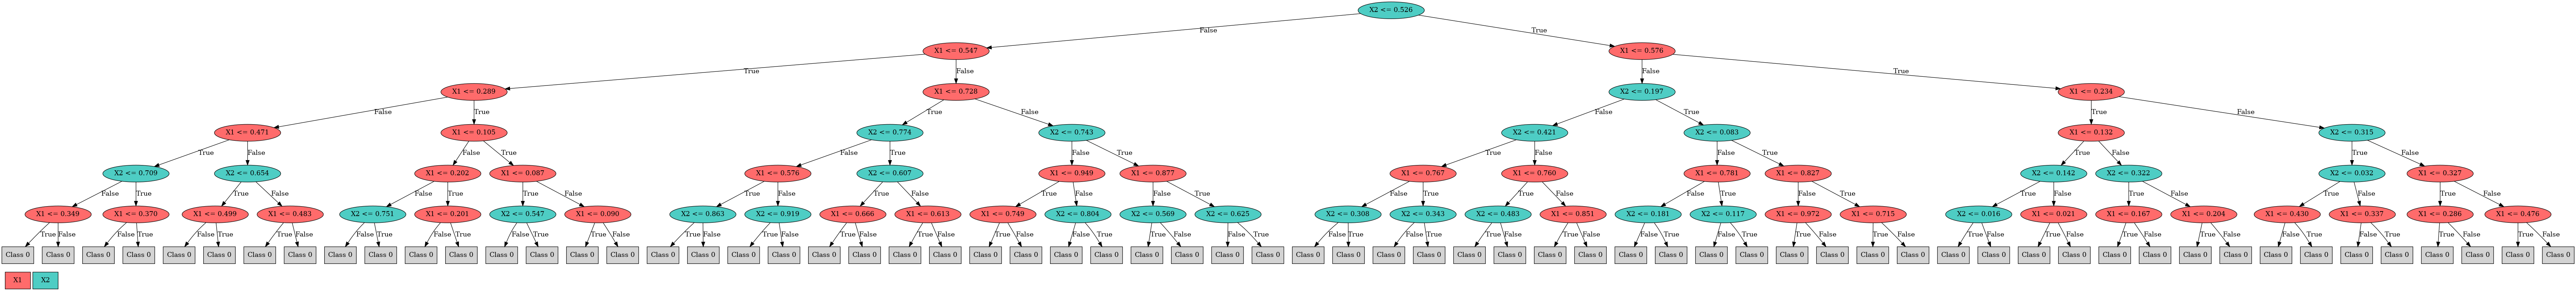 X2 <= 0.526
False True
X1 <= 0.547 X1 <= 0.576
True False False True
X1 <= 0.289 X1 <= 0.728 X2 <= 0.197 X1 <= 0.234
False True True False False True True False
X1 <= 0.471 X1 <= 0.105 X2 <= 0.774 X2 <= 0.743 X2 <= 0.421 X2 <= 0.083 X1 <= 0.132 X2 <= 0.315
True False False True False True False True True False False True True False True False
X2 <= 0.709 X2 <= 0.654 X1 <= 0.202 X1 <= 0.087 X1 <= 0.576 X2 <= 0.607 X1 <= 0.949 X1 <= 0.877 X1 <= 0.767 X1 <= 0.760 X1 <= 0.781 X1 <= 0.827 X2 <= 0.142 X2 <= 0.322 X2 <= 0.032 X1 <= 0.327
False True True False False True True False True False True False True False False True False True True False False True False True True False True False True False True False
X1 <= 0.349 X1 <= 0.370 X1 <= 0.499 X1 <= 0.483 X2 <= 0.751 X1 <= 0.201 X2 <= 0.547 X1 <= 0.090 X2 <= 0.863 X2 <= 0.919 X1 <= 0.666 X1 <= 0.613 X1 <= 0.749 X2 <= 0.804 X2 <= 0.569 X2 <= 0.625 X2 <= 0.308 X2 <= 0.343 X2 <= 0.483 X1 <= 0.851 X2 <= 0.181 X2 <= 0.117 X1 <= 0.972 X1 <= 0.715 X2 <= 0.016 X1 <= 0.021 X1 <= 0.167 X1 <= 0.204 X1 <= 0.430 X1 <= 0.337 X1 <= 0.286 X1 <= 0.476
True False False True False True True False False True False True False True True False True False True False True False True False True False False True True False False True False True False True True False True False False True False True True False True False True False True False True False True False False True False True True False True False
Class 0 Class 0 Class 0 Class 0 Class 0 Class 0 Class 0 Class 0 Class 0 Class 0 Class 0 Class 0 Class 0 Class 0 Class 0 Class 0 Class 0 Class 0 Class 0 Class 0 Class 0 Class 0 Class 0 Class 0 Class 0 Class 0 Class 0 Class 0 Class 0 Class 0 Class 0 Class 0 Class 0 Class 0 Class 0 Class 0 Class 0 Class 0 Class 0 Class 0 Class 0 Class 0 Class 0 Class 0 Class 0 Class 0 Class 0 Class 0 Class 0 Class 0 Class 0 Class 0 Class 0 Class 0 Class 0 Class 0 Class 0 Class 0 Class 0 Class 0 Class 0 Class 0 Class 0 Class 0
X1 X2